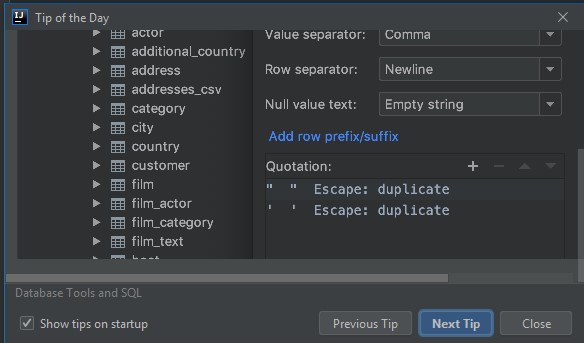 IJ Tip of the Day
actor
additional_country
address
addresses_csv
category
city
country
customer
film
film_actor
film_category
film_text
Value separator: Comma
Row separator: Newline
Null value text: Empty string
Add row prefix/suffix
Quotation:
" " Escape: duplicate
' ' Escape: duplicate
Database Tools and SQL
Show tips on startup
Previous Tip
Next Tip
Close